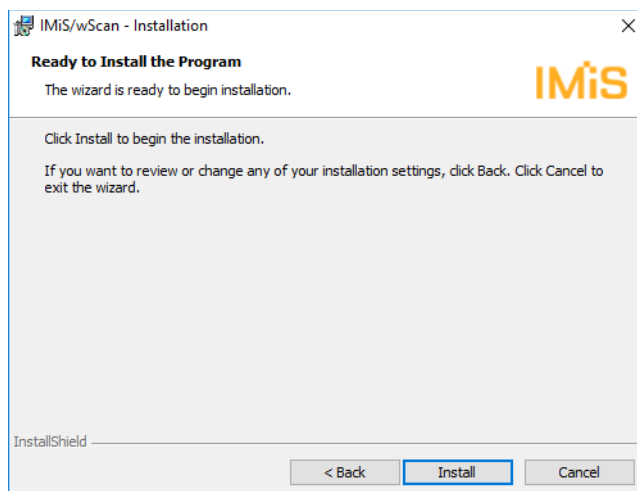 IMiS/wScan - Installation
Ready to Install the Program
The wizard is ready to begin installation.
IMiS
Click Install to begin the installation.
If you want to review or change any of your installation settings, click Back. Click Cancel to
exit the wizard.
InstallShield
< Back Install Cancel